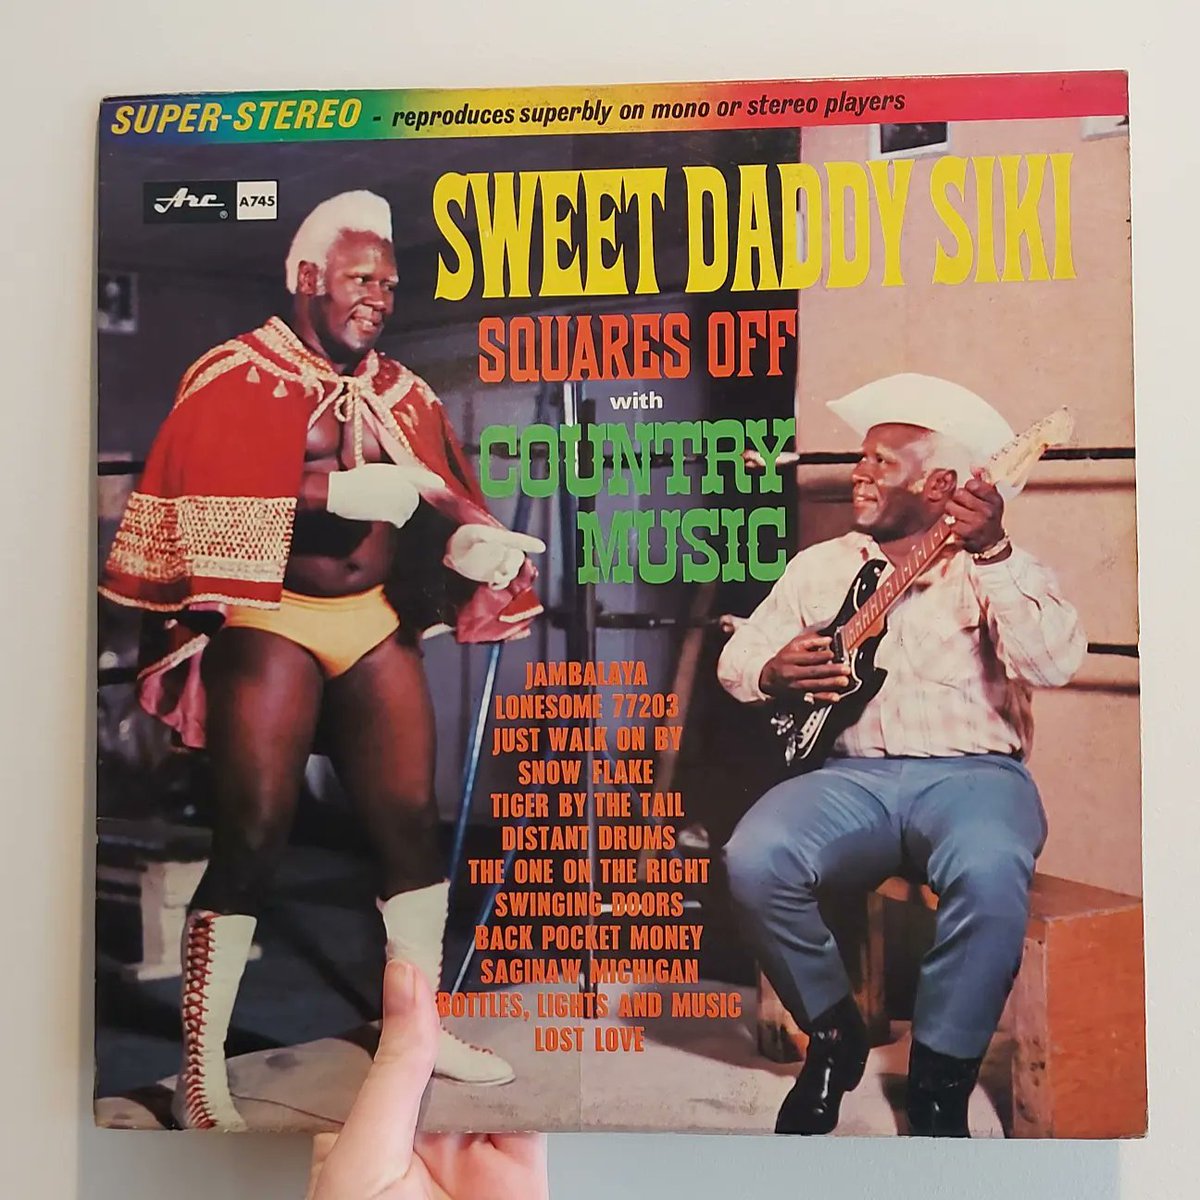 SUPER-STEREO - reproduces superbly on mono or stereo players
Arc ® A745
SWEET DADDY SIKI
SQUARES OFF
with
COUNTRY
MUSIC
JAMBALAYA
LONESOME 77203
JUST WALK ON BY
SNOW FLAKE
TIGER BY THE TAIL
DISTANT DRUMS
THE ONE ON THE RIGHT
SWINGING DOORS
BACK POCKET MONEY
SAGINAW MICHIGAN
BOTTLES, LIGHTS AND MUSIC
LOST LOVE